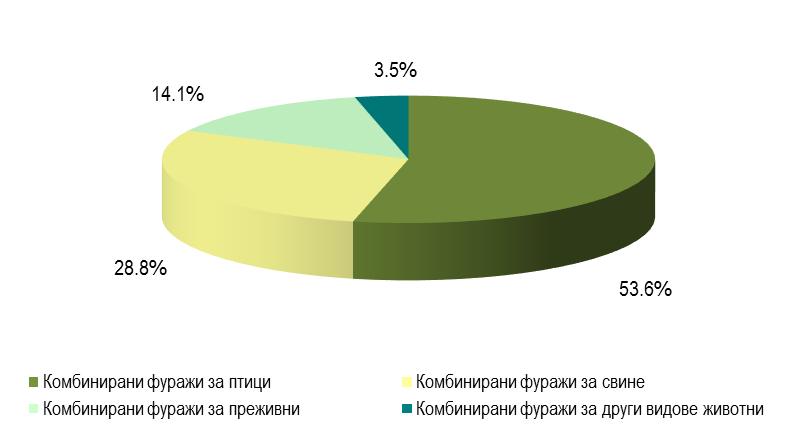 3.5%
14.1%
28.8%
53.6%
Комбинирани фуражи за птици
Комбинирани фуражи за свине
Комбинирани фуражи за преживни
Комбинирани фуражи за други видове животни